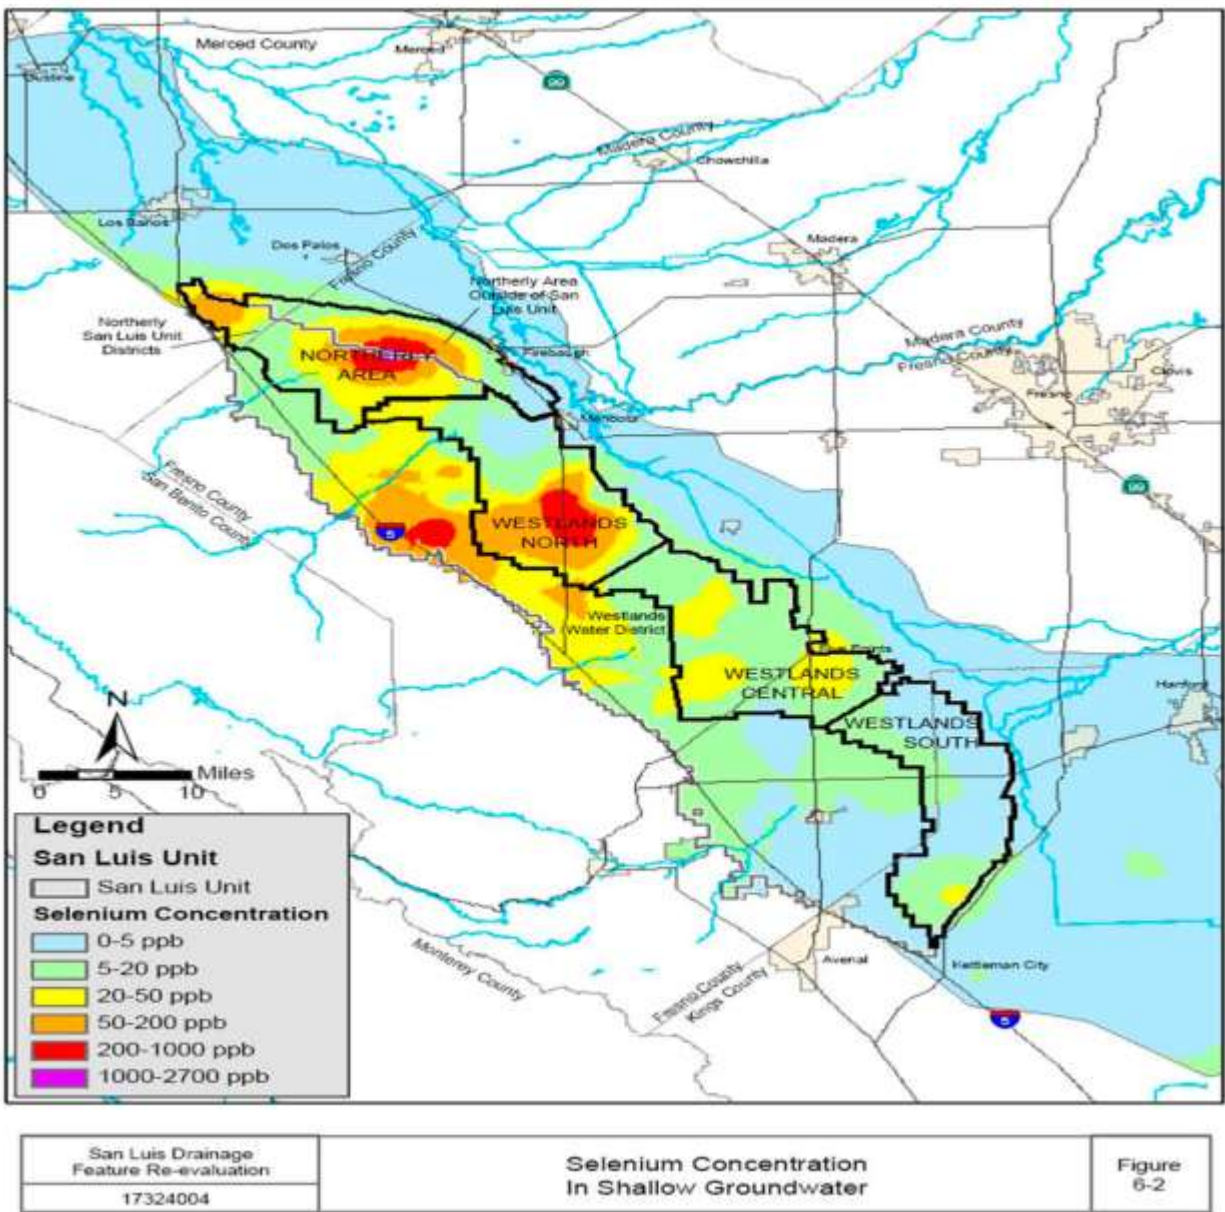 Merced County
Merced
Gustine
99
Madera County
Chowchilla
Los Banos
Dos Palos
Fresno County
Madera
Northerly Area
Outside of San
Luis Unit
Northerly
San Luis Unit
Districts
NORTHERLY
AREA
Firebaugh
Madera County
Fresno County
Clovis
Fresno
Mendota
99
Fresno County
San Benito County
5
WESTLANDS
NORTH
Westlands
Water District
Points
WESTLANDS
CENTRAL
Hanford
WESTLANDS
SOUTH
N
Miles
0 5 10
Legend
San Luis Unit
San Luis Unit
Selenium Concentration
0-5 ppb
5-20 ppb
20-50 ppb
50-200 ppb
200-1000 ppb
1000-2700 ppb
Monterey County
Avenal
Fresno County
Kings County
Kettleman City
5
San Luis Drainage
Feature Re-evaluation
17324004
Selenium Concentration
In Shallow Groundwater
Figure
6-2